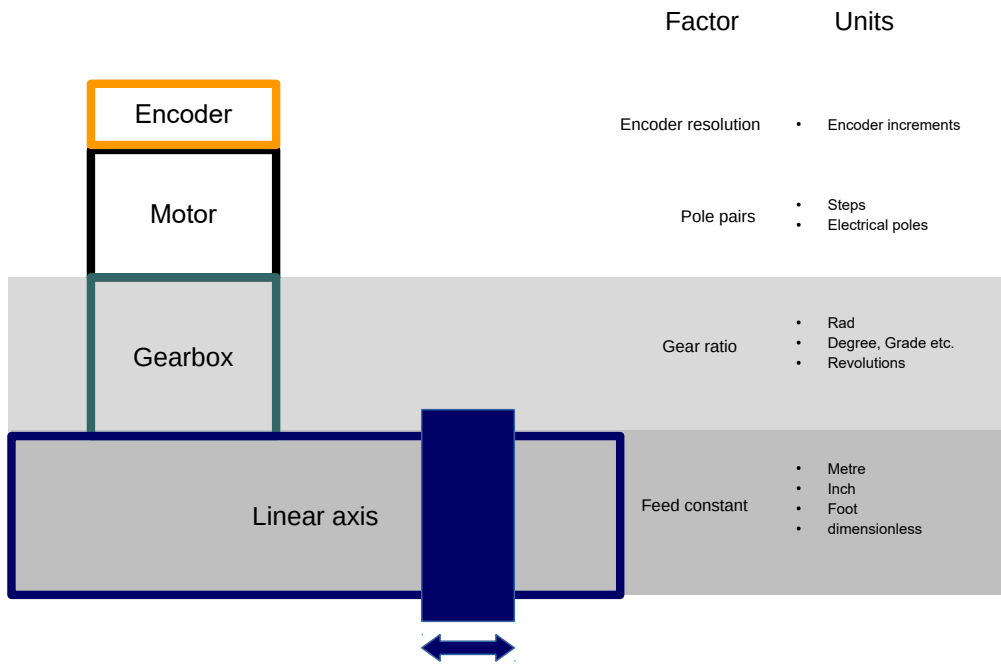 Factor Units
Encoder
Encoder resolution • Encoder increments
Motor
Pole pairs
• Steps
• Electrical poles
Gearbox
Gear ratio
• Rad
• Degree, Grade etc.
• Revolutions
Linear axis
Feed constant
• Metre
• Inch
• Foot
• dimensionless